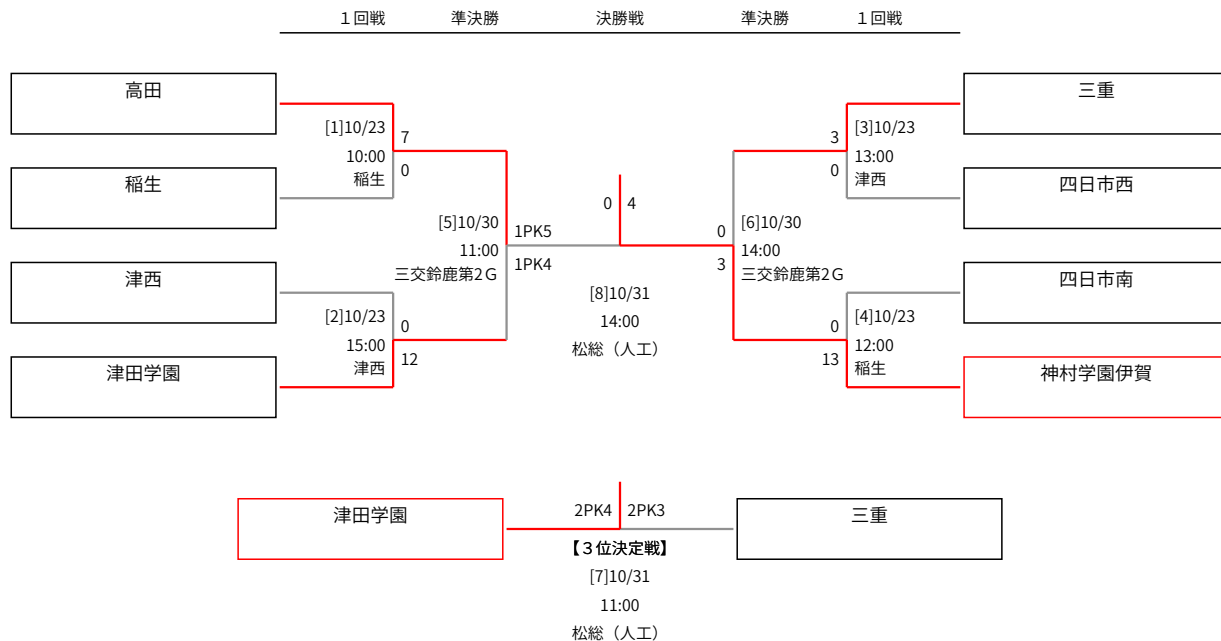 １回戦 準決勝 決勝戦 準決勝 １回戦
高田
三重
[1]10/23
7
10:00
0
稲生
3
[3]10/23
13:00
0
津西
稲生
四日市西
0 4
[5]10/30
11:00
三交鈴鹿第2Ｇ
1PK5
1PK4
0
3
[6]10/30
14:00
三交鈴鹿第2Ｇ
津西
四日市南
[8]10/31
14:00
松総（人工）
[2]10/23
0
15:00
12
津西
0
[4]10/23
12:00
13
稲生
津田学園
神村学園伊賀
津田学園
2PK4 2PK3
三重
【３位決定戦】
[7]10/31
11:00
松総（人工）